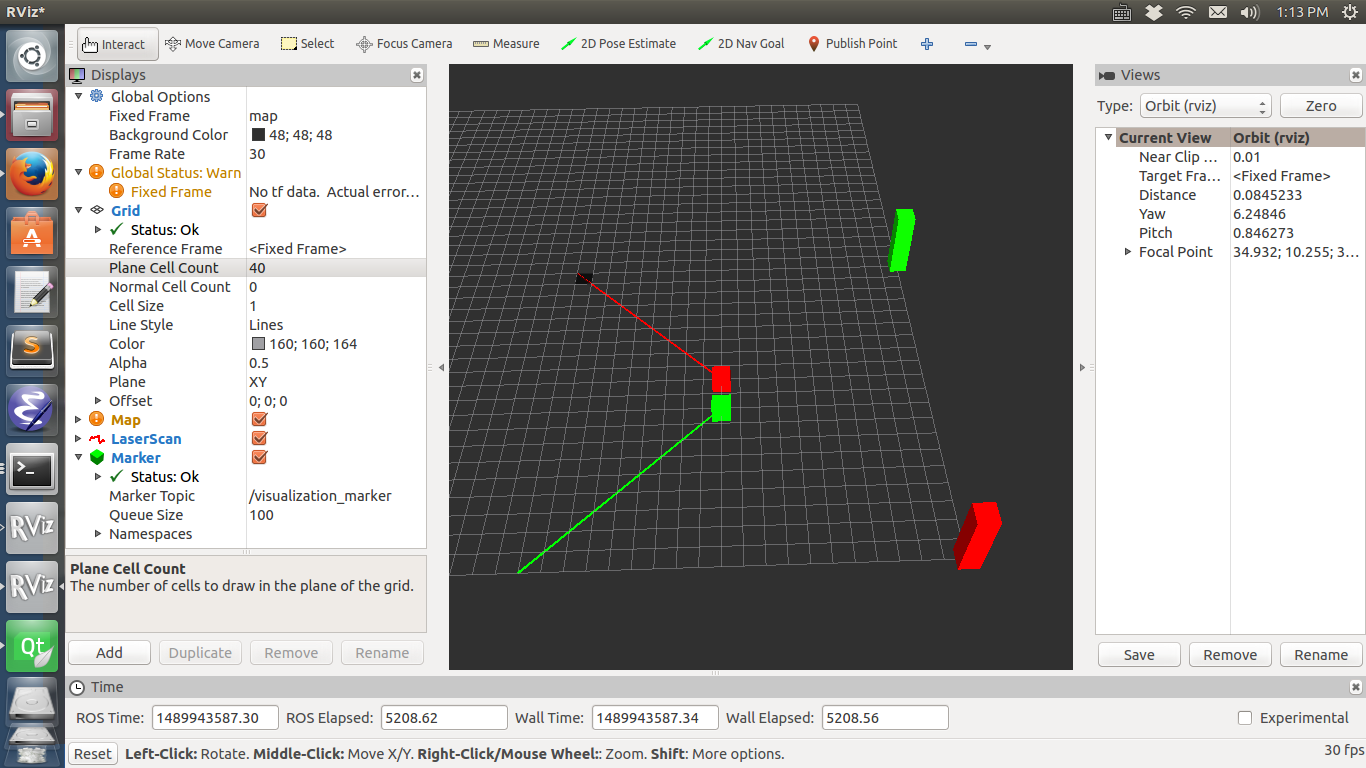 RViz*
1:13 PM
Interact Move Camera Select Focus Camera Measure 2D Pose Estimate 2D Nav Goal Publish Point
Displays
Global Options
Fixed Frame map
Background Color 48; 48; 48
Frame Rate 30
Global Status: Warn
Fixed Frame No tf data. Actual error...
Grid
Status: Ok
Reference Frame <Fixed Frame>
Plane Cell Count 40
Normal Cell Count 0
Cell Size 1
Line Style Lines
Color 160; 160; 164
Alpha 0.5
Plane XY
Offset 0; 0; 0
Map
LaserScan
Marker
Status: Ok
Marker Topic /visualization_marker
Queue Size 100
Namespaces
Plane Cell Count
The number of cells to draw in the plane of the grid.
Add Duplicate Remove Rename
Views
Type: Orbit (rviz) Zero
Current View Orbit (rviz)
Near Clip ... 0.01
Target Fra... <Fixed Frame>
Distance 0.0845233
Yaw 6.24846
Pitch 0.846273
Focal Point 34.932; 10.255; 3...
Save Remove Rename
Time
ROS Time: 1489943587.30 ROS Elapsed: 5208.62 Wall Time: 1489943587.34 Wall Elapsed: 5208.56 Experimental
Reset Left-Click: Rotate. Middle-Click: Move X/Y. Right-Click/Mouse Wheel:: Zoom. Shift: More options. 30 fps
A
S
>_
RViz
RViz
Qt